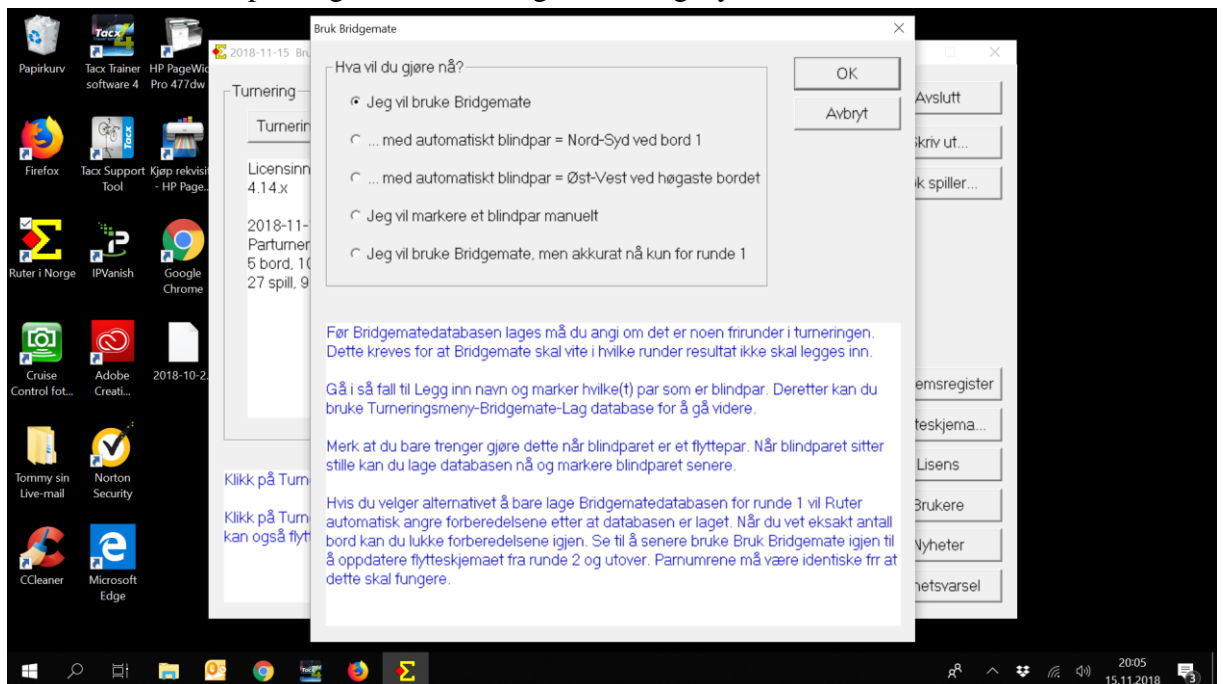 Bruk Bridgemate
Papirkurv
Tacx Trainer
software 4
HP PageWid
Pro 477dw
Firefox
Tacx Support
Tool
Kjøp rekvisi
- HP Page...
Ruter i Norge
IPVanish
Google
Chrome
Cruise
Control fot...
Adobe
Creati...
2018-10-2.
Tommy sin
Live-mail
Norton
Security
CCleaner
Microsoft
Edge
2018-11-15 Bru
Turnering
Turnerin
Licensinn
4.14.x
2018-11-
Parturner
5 bord, 10
27 spill, 9
Klikk på Turn
Klikk på Turn
kan også flytt
Hva vil du gjøre nå?
Jeg vil bruke Bridgemate
... med automatiskt blindpar = Nord-Syd ved bord 1
... med automatiskt blindpar = Øst-Vest ved høgaste bordet
Jeg vil markere et blindpar manuelt
Jeg vil bruke Bridgemate, men akkurat nå kun for runde 1
OK
Avbryt
Før Bridgematedatabasen lages må du angi om det er noen frirunder i turneringen.
Dette kreves for at Bridgemate skal vite i hvilke runder resultat ikke skal legges inn.
Gå i så fall til Legg inn navn og marker hvilke(t) par som er blindpar. Deretter kan du
bruke Turneringsmeny-Bridgemate-Lag database for å gå videre.
Merk at du bare trenger gjøre dette når blindparet er et flyttepar. Når blindparet sitter
stille kan du lage databasen nå og markere blindparet senere.
Hvis du velger alternativet å bare lage Bridgematedatabasen for runde 1 vil Ruter
automatisk angre forberedelsene etter at databasen er laget. Når du vet eksakt antall
bord kan du lukke forberedelsene igjen. Se til å senere bruke Bruk Bridgemate igjen til
å oppdatere flytteskjemaet fra runde 2 og utover. Parnumrene må være identiske frr at
dette skal fungere.
Avslutt
kriv ut...
k spiller...
emsregister
teskjema...
Lisens
Brukere
Nyheter
hetsvarsel
20:05
15.11.2018
3